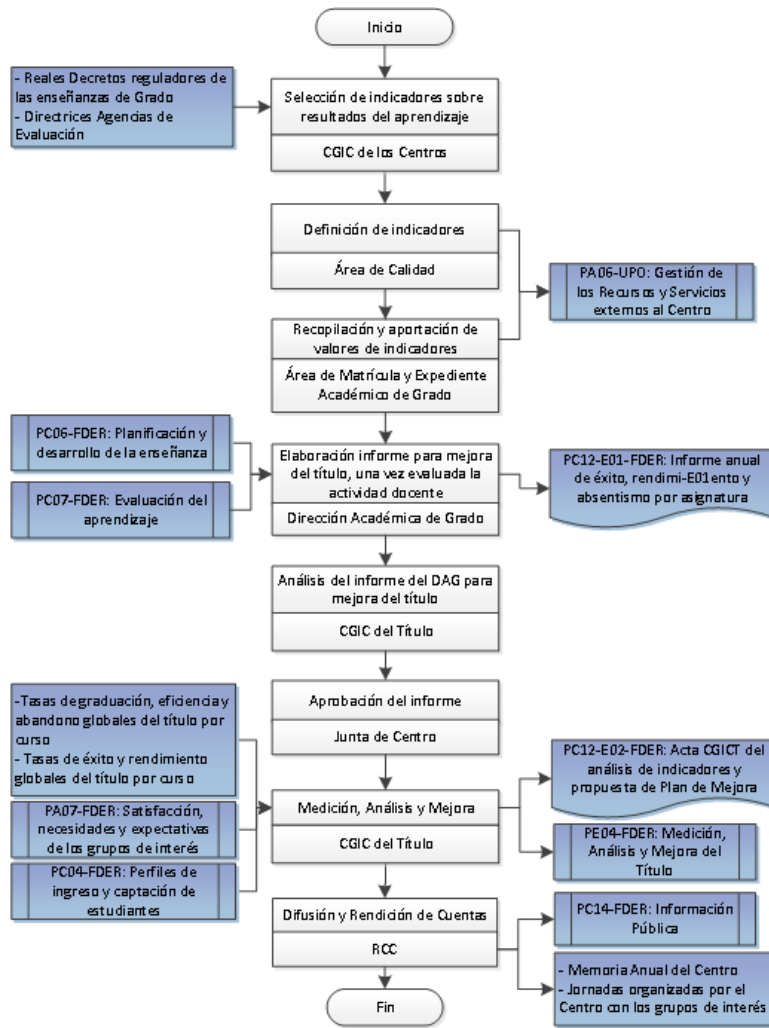 Inicio
- Reales Decretos reguladores de
las enseñanzas de Grado
- Directrices Agencias de
Evaluación
Selección de indicadores sobre
resultados del aprendizaje
CGIC de los Centros
Definición de indicadores
Área de Calidad
PA06-UPO: Gestión de
los Recursos y Servicios
externos al Centro
Recopilación y aportación de
valores de indicadores
Área de Matrícula y Expediente
Académico de Grado
PC06-FDER: Planificación y
desarrollo de la enseñanza
PC07-FDER: Evaluación del
aprendizaje
Elaboración informe para mejora
del título, una vez evaluada la
actividad docente
Dirección Académica de Grado
PC12-E01-FDER: Informe anual
de éxito, rendimi-E01ento y
absentismo por asignatura
Análisis del informe del DAG para
mejora del título
CGIC del Título
Aprobación del informe
Junta de Centro
-Tasas de graduación, eficiencia y
abandono globales del título por
curso
- Tasas de éxito y rendimiento
globales del título por curso
PA07-FDER: Satisfacción,
necesidades y expectativas
de los grupos de interés
PC04-FDER: Perfiles de
ingreso y captación de
estudiantes
Medición, Análisis y Mejora
CGIC del Título
PC12-E02-FDER: Acta CGICT del
análisis de indicadores y
propuesta de Plan de Mejora
PE04-FDER: Medición,
Análisis y Mejora del
Título
Difusión y Rendición de Cuentas
RCC
PC14-FDER: Información
Pública
- Memoria Anual del Centro
- Jornadas organizadas por el
Centro con los grupos de interés
Fin